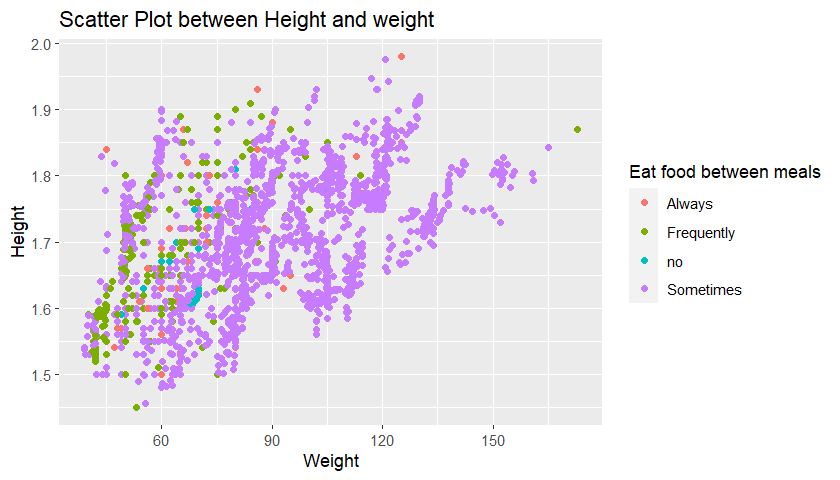 Scatter Plot between Height and weight
2.0
1.9
1.8
1.7
1.6
1.5
Height
60 90 120 150
Weight
Eat food between meals
Always
Frequently
no
Sometimes